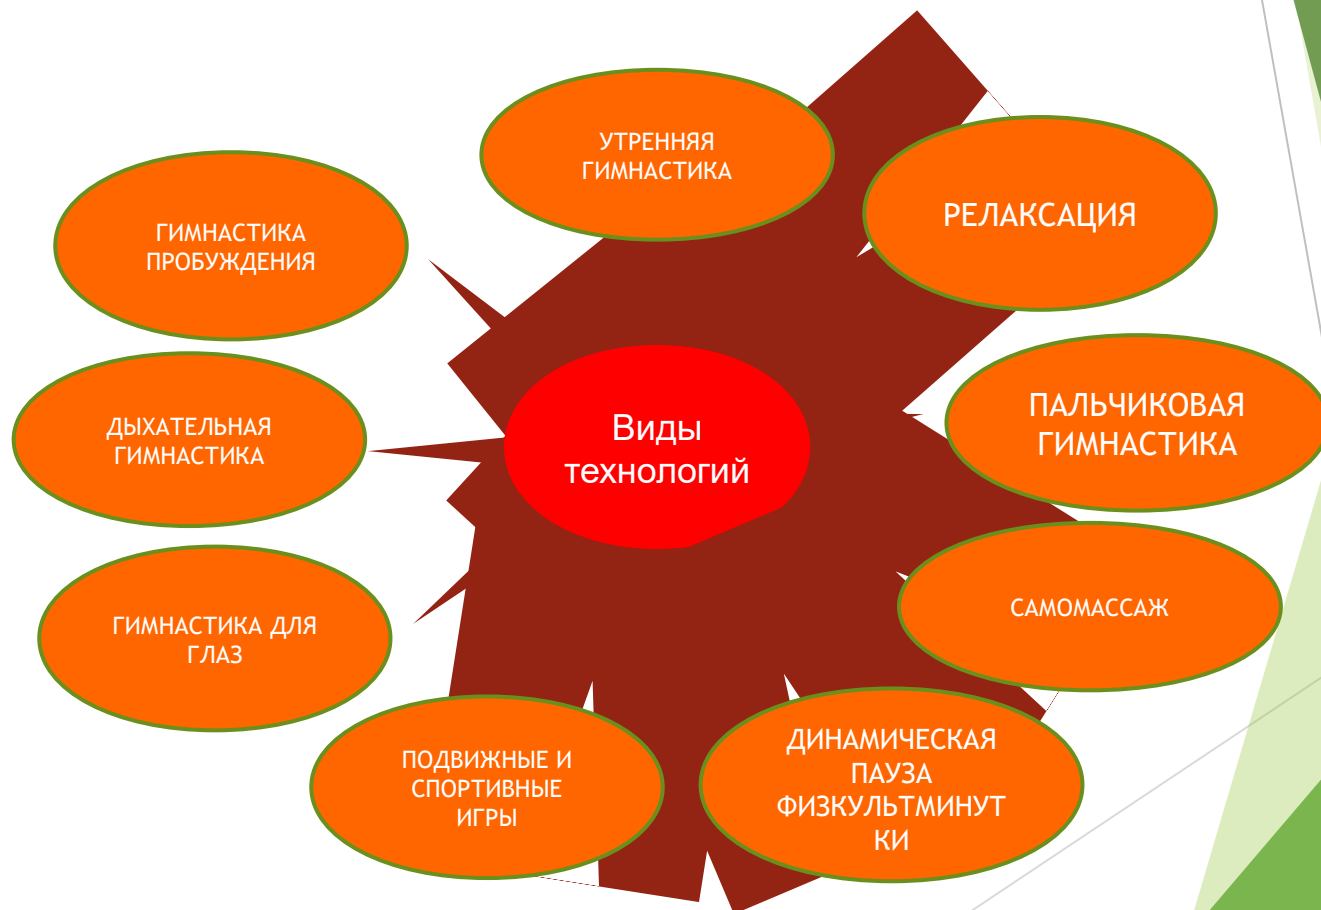 УТРЕННЯЯ
ГИМНАСТИКА
РЕЛАКСАЦИЯ
ГИМНАСТИКА
ПРОБУЖДЕНИЯ
ПАЛЬЧИКОВАЯ
ГИМНАСТИКА
Виды
технологий
ДЫХАТЕЛЬНАЯ
ГИМНАСТИКА
САМОМАССАЖ
ГИМНАСТИКА ДЛЯ
ГЛАЗ
ПОДВИЖНЫЕ И
СПОРТИВНЫЕ
ИГРЫ
ДИНАМИЧЕСКАЯ
ПАУЗА
ФИЗКУЛЬТМИНУТ
КИ